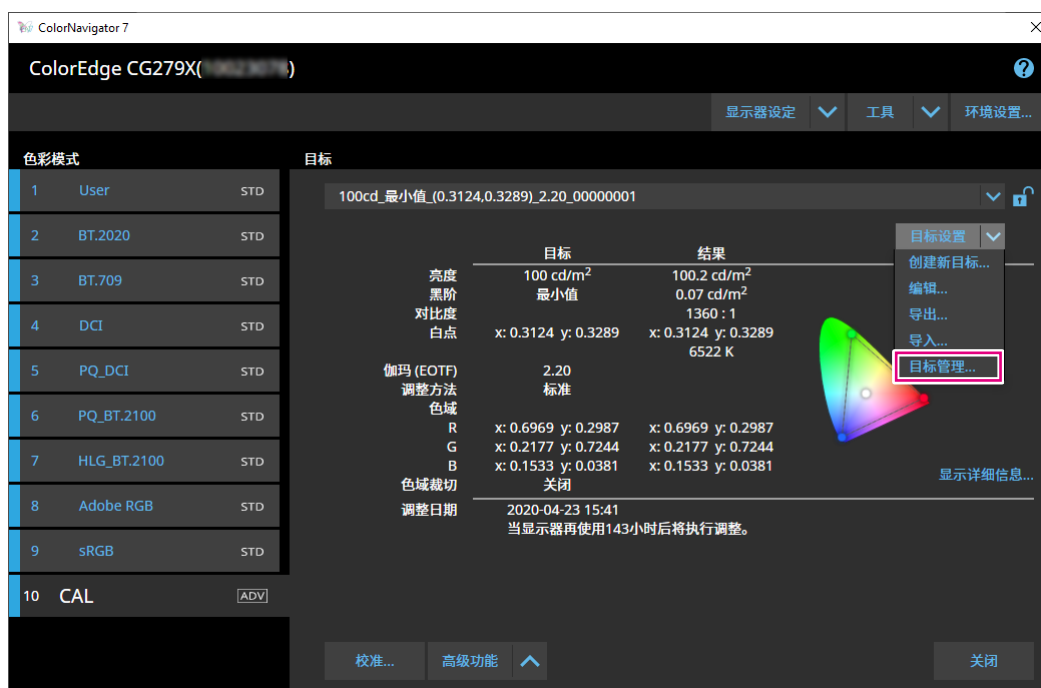 ColorNavigator 7
ColorEdge CG279X( )
显示器设定 工具 环境设置...
色彩模式
1 User STD
2 BT.2020 STD
3 BT.709 STD
4 DCI STD
5 PQ_DCI STD
6 PQ_BT.2100 STD
7 HLG_BT.2100 STD
8 Adobe RGB STD
9 sRGB STD
10 CAL ADV
目标
100cd_最小值_(0.3124,0.3289)_2.20_00000001
目标设置
创建新目标...
编辑...
导出...
导入...
目标管理...
目标 结果
亮度 100 cd/m² 100.2 cd/m²
黑阶 最小值 0.07 cd/m²
对比度 1360 : 1
白点 x: 0.3124 y: 0.3289 x: 0.3124 y: 0.3289
6522 K
伽玛 (EOTF) 2.20
调整方法 标准
色域
R x: 0.6969 y: 0.2987 x: 0.6969 y: 0.2987
G x: 0.2177 y: 0.7244 x: 0.2177 y: 0.7244
B x: 0.1533 y: 0.0381 x: 0.1533 y: 0.0381
色域裁切 关闭
显示详细信息...
调整日期 2020-04-23 15:41
当显示器再使用143小时后将执行调整。
校准... 高级功能 关闭